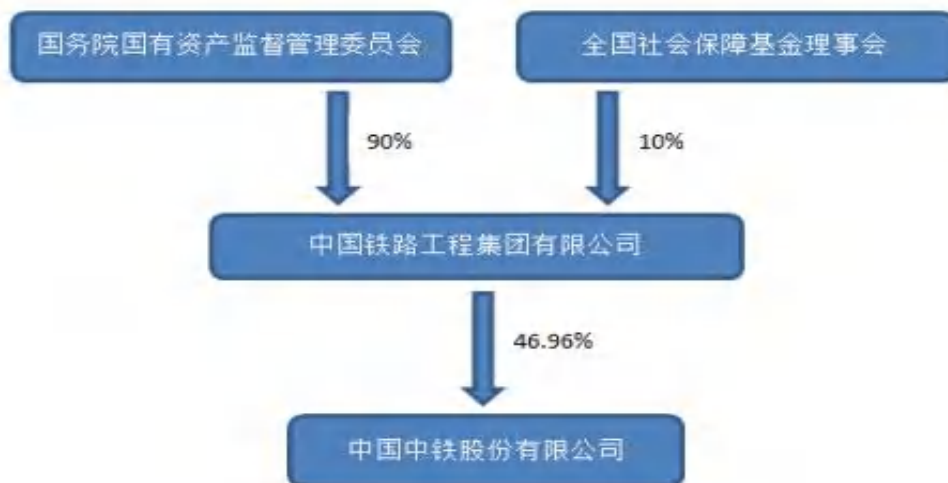 国务院国有资产监督管理委员会
全国社会保障基金理事会
90%
10%
中国铁路工程集团有限公司
46.96%
中国中铁股份有限公司